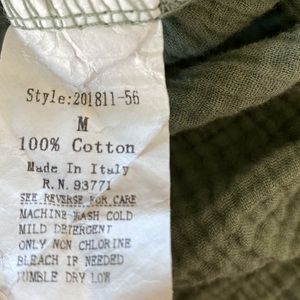 Style:201811-56
M
100% Cotton
Made In Italy
R.N. 93771
SEE REVERSE FOR CARE
MACHINE WASH COLD
MILD DETERGENT
ONLY NON CHLORINE
BLEACH IF NEEDED
TUMBLE DRY LOW